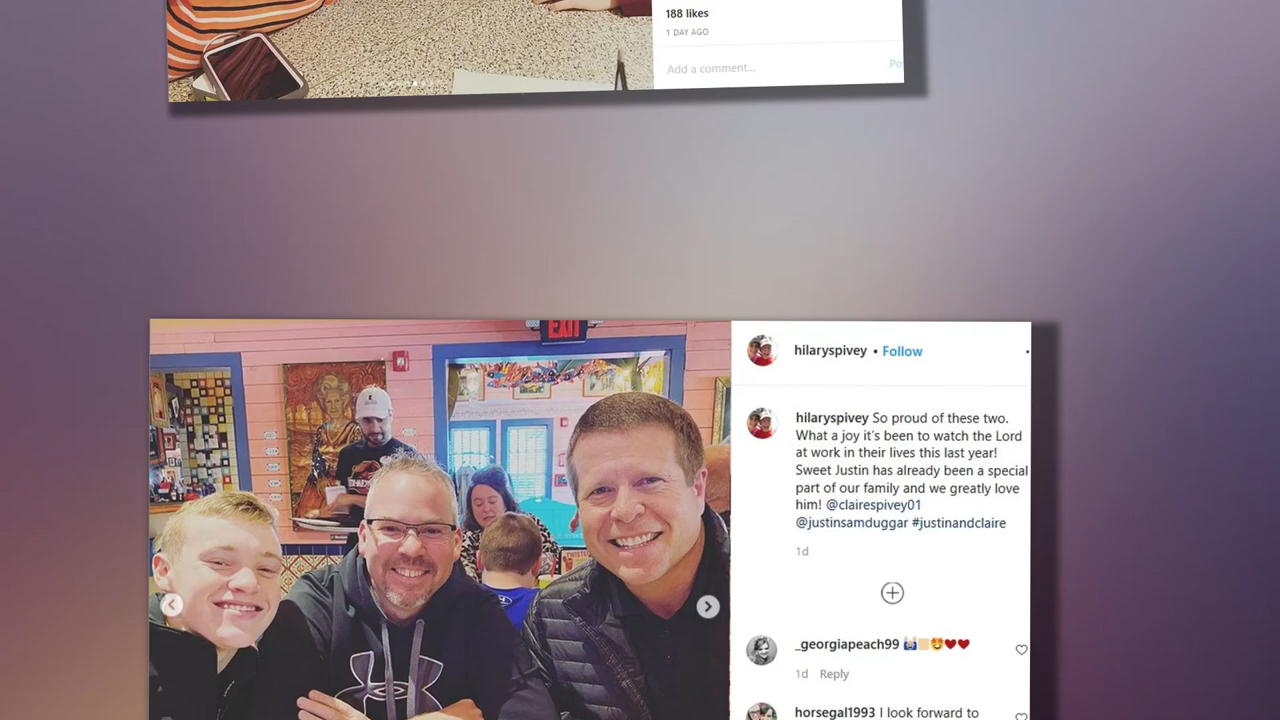 188 likes
1 DAY AGO
Add a comment...
Po
EXIT
hilaryspivey • Follow
hilaryspivey So proud of these two.
What a joy it's been to watch the Lord
at work in their lives this last year!
Sweet Justin has already been a special
part of our family and we greatly love
him! @clairespivey01
@justinsamduggar #justinandclaire
1d
_georgiapeach99 🙌🏻🤩❤️❤️
1d Reply
horsegal1993 I look forward to